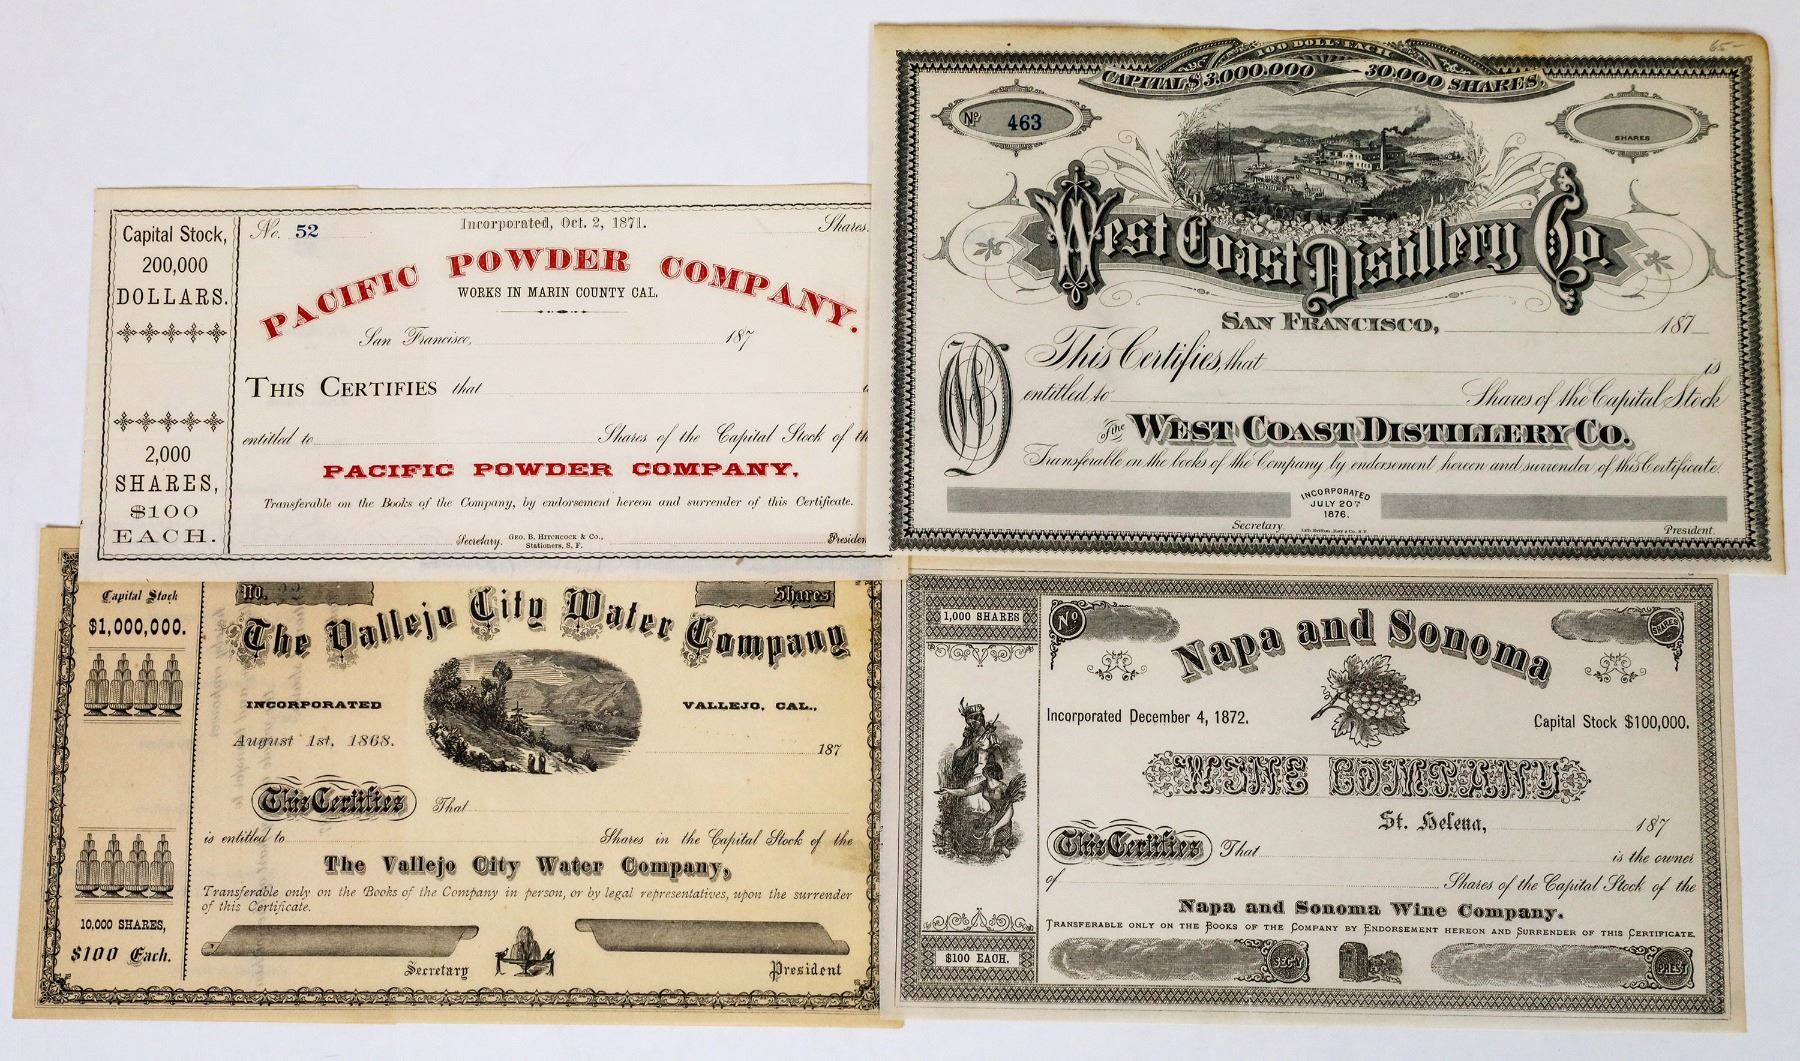 Capital Stock,
200,000
DOLLARS.
2,000
SHARES,
$100
EACH.
No. 52
Incorporated, Oct. 2, 1871.
Shares.
PACIFIC POWDER COMPANY.
WORKS IN MARIN COUNTY CAL.
San Francisco, 187
THIS CERTIFIES that
entitled to Shares of the Capital Stock of th
PACIFIC POWDER COMPANY,
Transferable on the Books of the Company, by endorsement hereon and surrender of this Certificate.
Secretary.
GEO. B. HITCHCOCK & CO.,
Stationers, S. F.
Presiden
65-
100 DOLLS EACH
CAPITAL $3,000,000 30,000 SHARES,
No. 463
SHARES
West Coast Distillery Co.
SAN FRANCISCO, 187
This Certifies, that is
entitled to Shares of the Capital Stock
of the WEST COAST DISTILLERY CO.
Transferable on the books of the Company by endorsement hereon and surrender of this Certificate.
INCORPORATED
JULY 20TH
1876.
Secretary.
President
Capital Stock
$1,000,000.
10,000 SHARES,
$100 Each.
No.
Shares
The Vallejo City Water Company
INCORPORATED
August 1st, 1868.
VALLEJO, CAL.,
187
This Certifies That
is entitled to Shares in the Capital Stock of the
The Vallejo City Water Company,
Transferable only on the Books of the Company in person, or by legal representatives, upon the surrender
of this Certificate.
Secretary
President
1,000 SHARES
$100 EACH.
No
SHARES
Napa and Sonoma
Incorporated December 4, 1872.
Capital Stock $100,000.
WINE COMPANY
St. Helena, 187
This Certifies That is the owner
of Shares of the Capital Stock of the
Napa and Sonoma Wine Company.
TRANSFERABLE ONLY ON THE BOOKS OF THE COMPANY BY ENDORSEMENT HEREON AND SURRENDER OF THIS CERTIFICATE.
SEC'Y
PREST